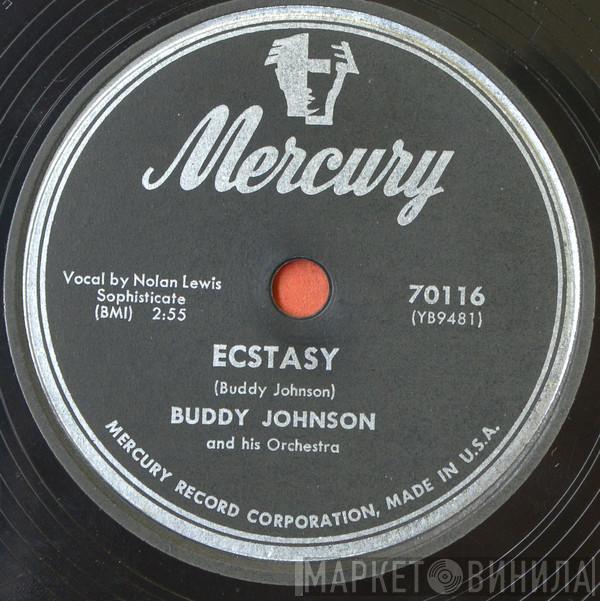 Mercury
Vocal by Nolan Lewis
Sophisticate
(BMI) 2:55
70116
(YB9481)
ECSTASY
(Buddy Johnson)
BUDDY JOHNSON
and his Orchestra
MERCURY RECORD CORPORATION, MADE IN U.S.A.
МАРКЕТ ВИНИЛА